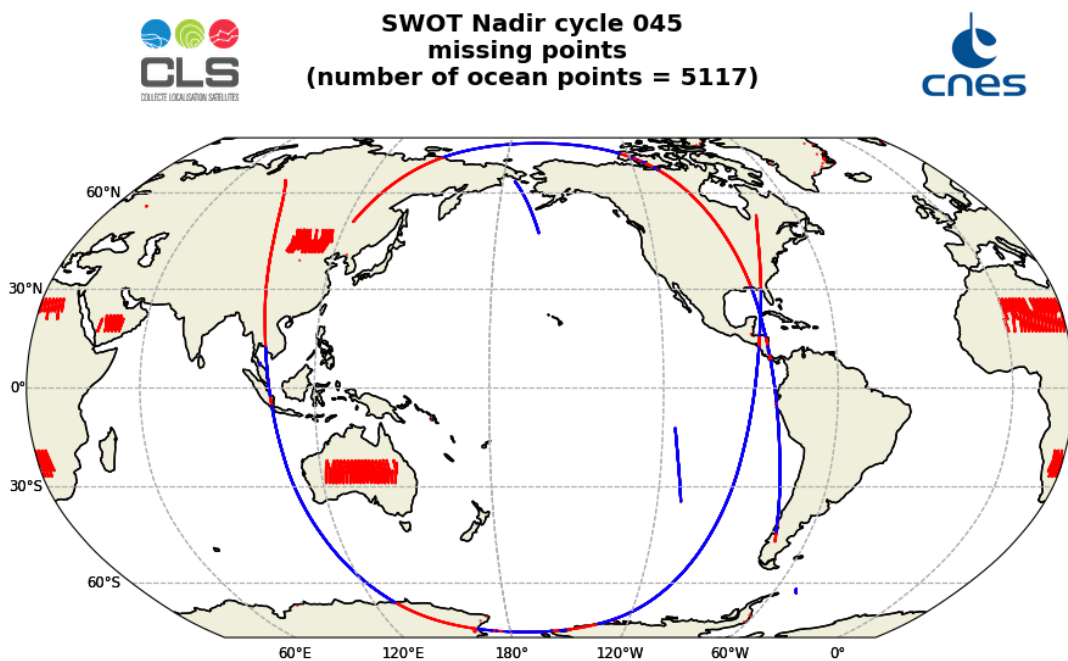 SWOT Nadir cycle 045
missing points
(number of ocean points = 5117)
CLS
COLLECTE LOCALISATION SATELLITES
cnes
60°N
30°N
0°
30°S
60°S
60°E 120°E 180° 120°W 60°W 0°